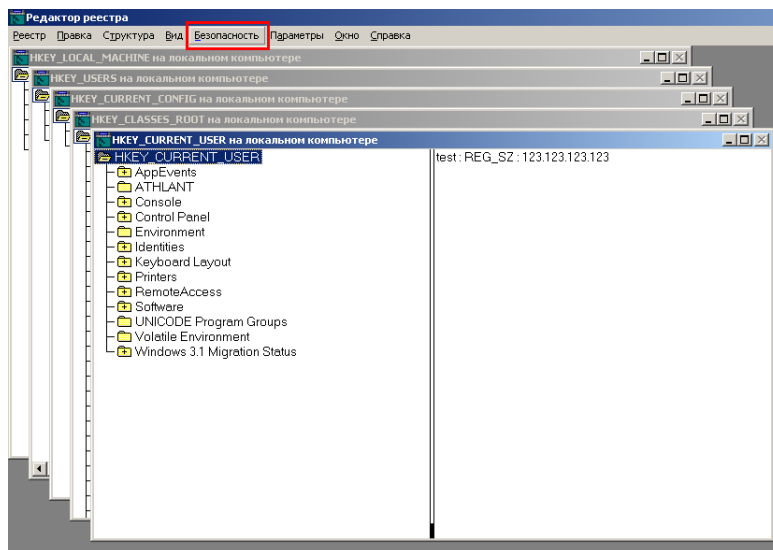 Редактор реестра
Реестр Правка Структура Вид Безопасность Параметры Окно Справка
HKEY_LOCAL_MACHINE на локальном компьютере
HKEY_USERS на локальном компьютере
HKEY_CURRENT_CONFIG на локальном компьютере
HKEY_CLASSES_ROOT на локальном компьютере
HKEY_CURRENT_USER на локальном компьютере
HKEY_CURRENT_USER
test : REG_SZ : 123.123.123.123
AppEvents
ATHLANT
Console
Control Panel
Environment
Identities
Keyboard Layout
Printers
RemoteAccess
Software
UNICODE Program Groups
Volatile Environment
Windows 3.1 Migration Status